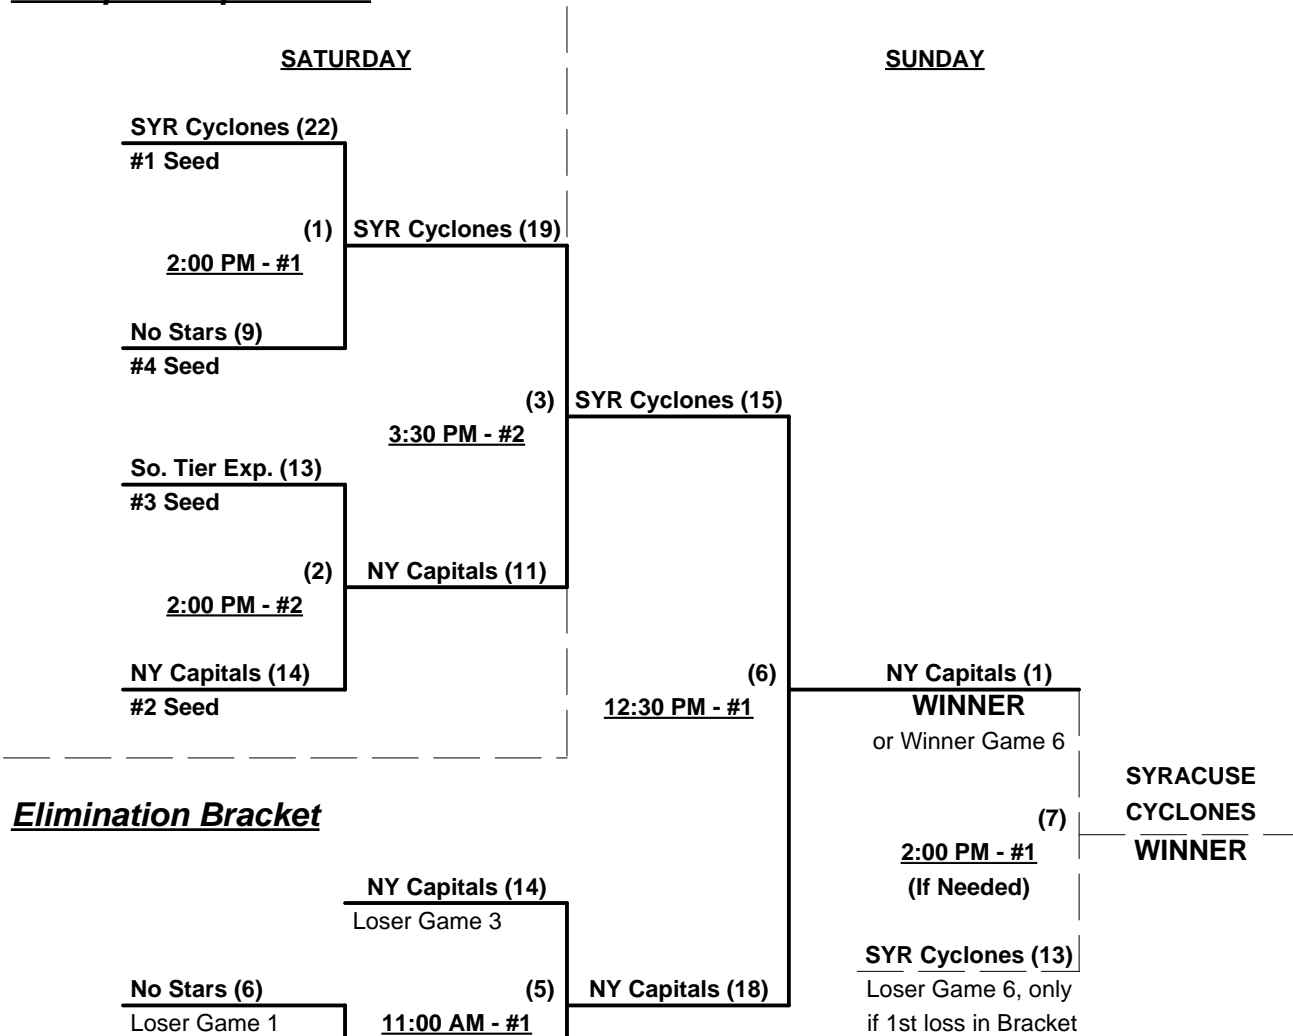 SATURDAY
SUNDAY
SYR Cyclones (22)
#1 Seed
(1)
SYR Cyclones (19)
2:00 PM - #1
No Stars (9)
#4 Seed
(3)
SYR Cyclones (15)
3:30 PM - #2
So. Tier Exp. (13)
#3 Seed
(2)
NY Capitals (11)
2:00 PM - #2
NY Capitals (14)
#2 Seed
(6)
NY Capitals (1)
12:30 PM - #1
WINNER
or Winner Game 6
SYRACUSE
CYCLONES
WINNER
Elimination Bracket
(7)
2:00 PM - #1
(If Needed)
NY Capitals (14)
Loser Game 3
SYR Cyclones (13)
Loser Game 6, only
if 1st loss in Bracket
No Stars (6)
Loser Game 1
(5)
NY Capitals (18)
11:00 AM - #1